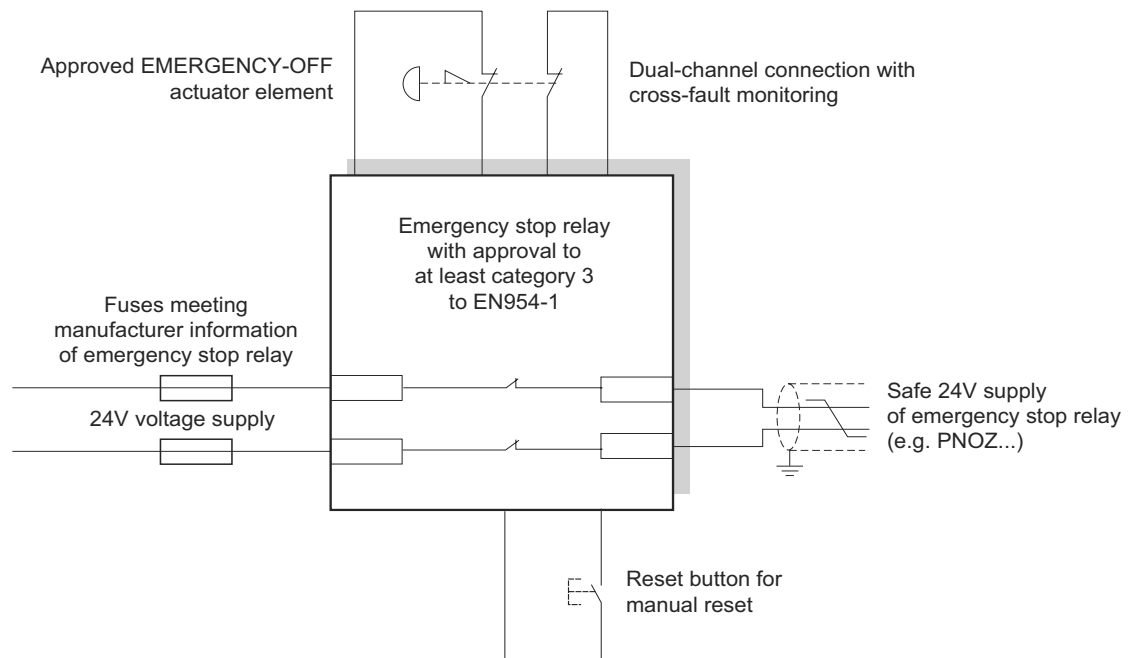 Approved EMERGENCY-OFF
actuator element
Dual-channel connection with
cross-fault monitoring
Emergency stop relay
with approval to
at least category 3
to EN954-1
Fuses meeting
manufacturer information
of emergency stop relay
24V voltage supply
Safe 24V supply
of emergency stop relay
(e.g. PNOZ...)
Reset button for
manual reset